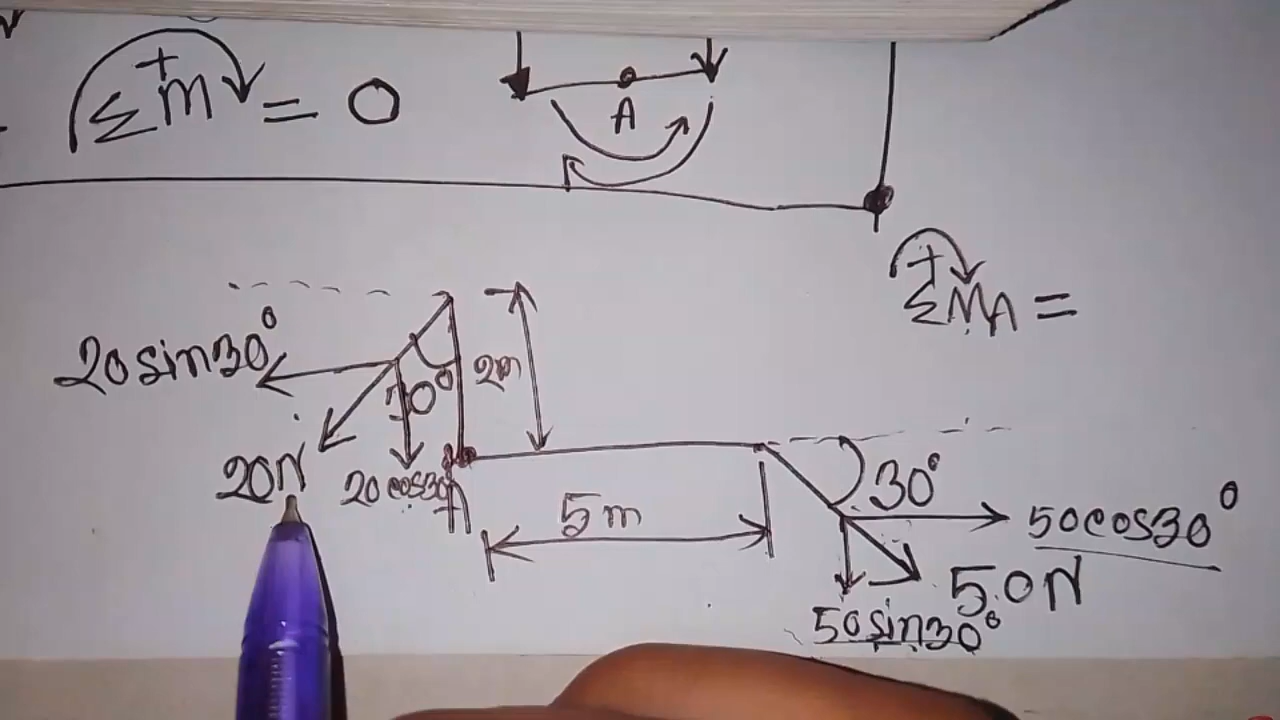 ΣM = 0
+
A
ΣMA =
+
20sin30°
30°
2m
20N
20cos30
5m
30°
50cos30°
50N
50sin30°